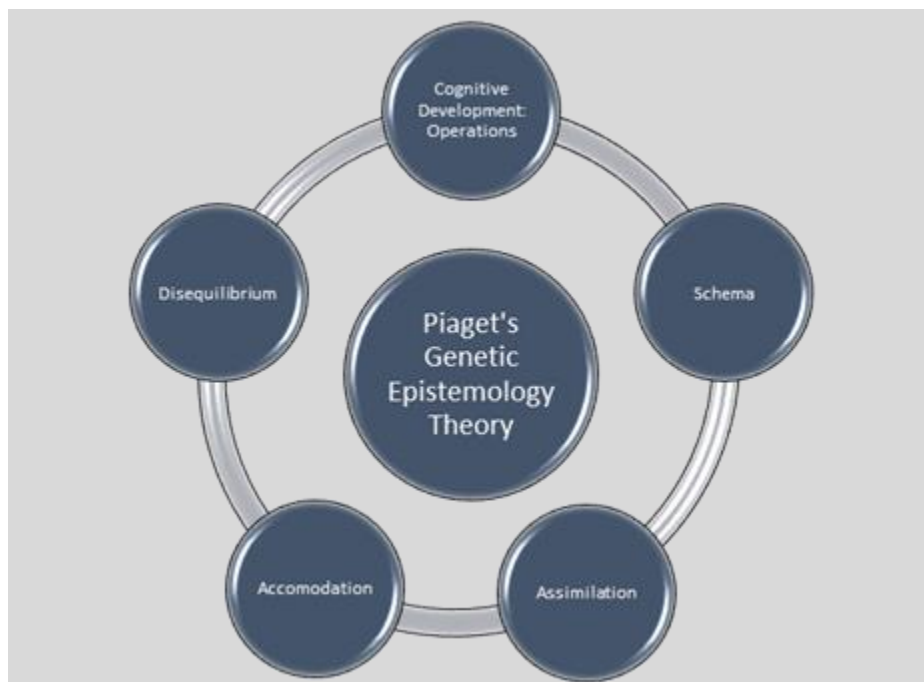 Cognitive
Development:
Operations
Schema
Assimilation
Accomodation
Disequilibrium
Piaget's
Genetic
Epistemology
Theory